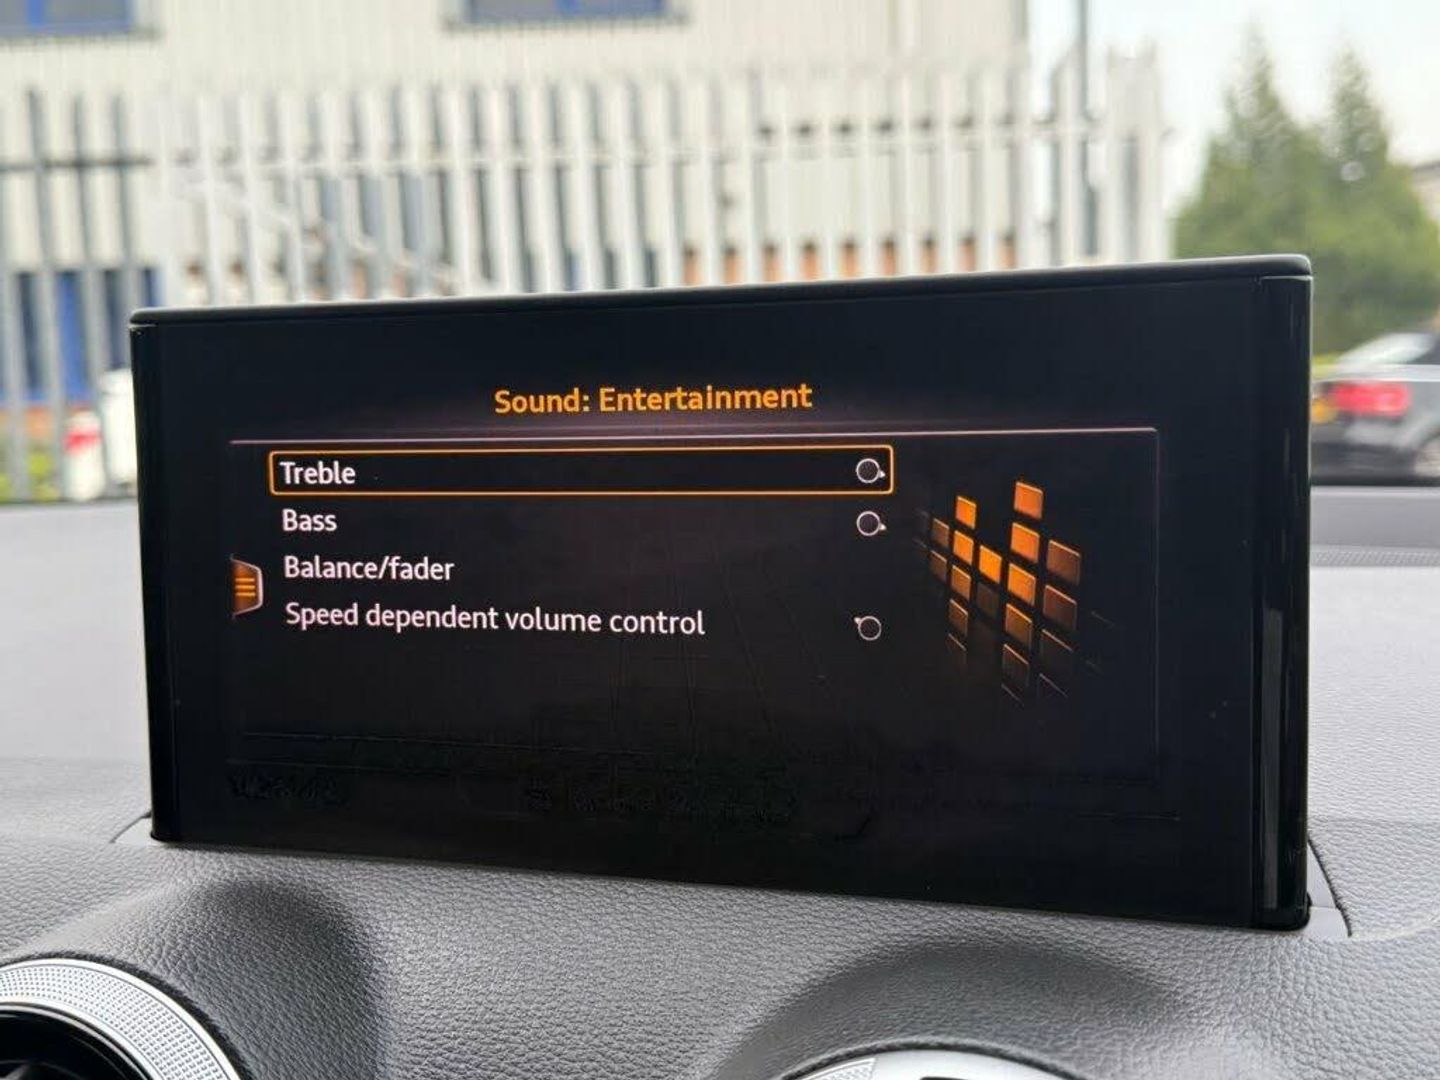 Sound: Entertainment
Treble
Bass
Balance/fader
Speed dependent volume control